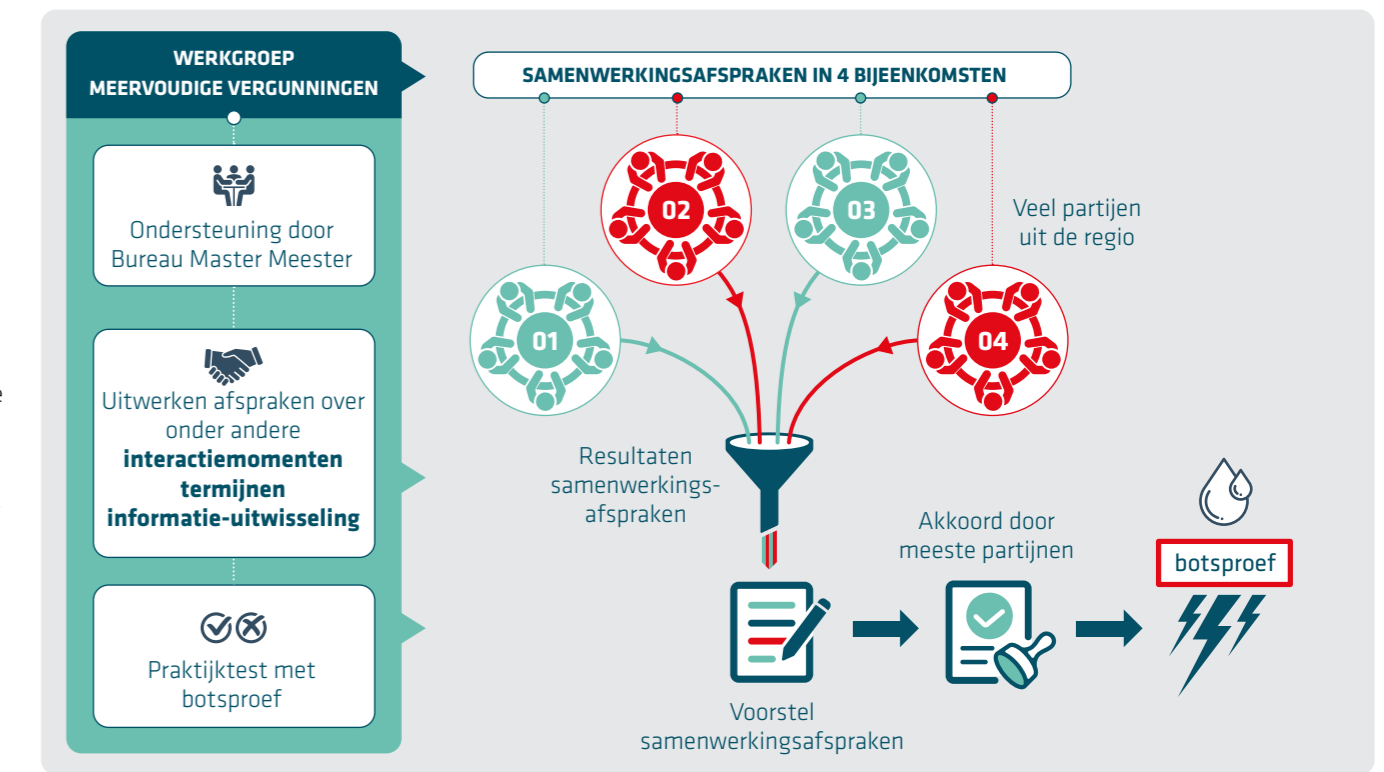 WERKGROEP
MEERVOUDIGE VERGUNNINGEN
Ondersteuning door
Bureau Master Meester
Uitwerken afspraken over
onder andere
interactiemomenten
termijnen
informatie-uitwisseling
Praktijktest met
botsproef
SAMENWERKINGSAFSPRAKEN IN 4 BIJEENKOMSTEN
01
02
03
04
Veel partijen
uit de regio
Resultaten
samenwerkings-
afspraken
Voorstel
samenwerkingsafspraken
Akkoord door
meeste partijnen
botsproef